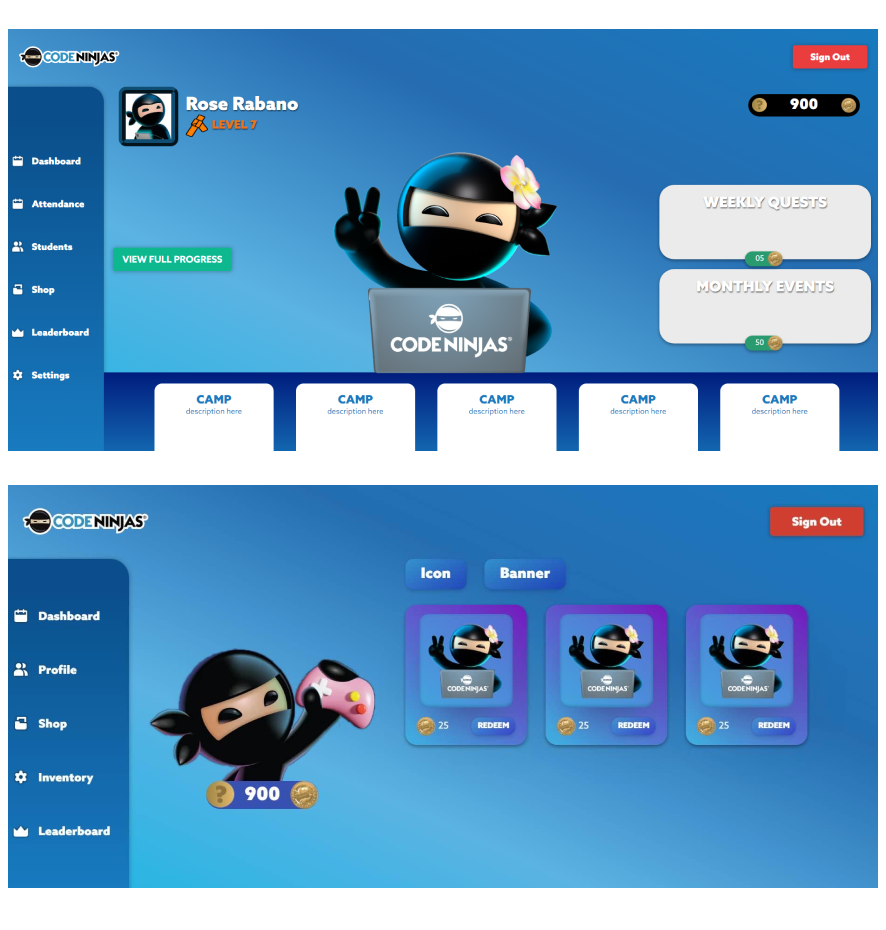 CODE NINJAS®
Sign Out
Rose Rabano
LEVEL 7
? 900
Dashboard
Attendance
Students
Shop
Leaderboard
Settings
VIEW FULL PROGRESS
CODE NINJAS®
WEEKLY QUESTS
05
MONTHLY EVENTS
50
CAMP
description here
CAMP
description here
CAMP
description here
CAMP
description here
CAMP
description here
CODE NINJAS®
Sign Out
Dashboard
Profile
Shop
Inventory
Leaderboard
? 900
Icon
Banner
CODE NINJAS
25 REDEEM
CODE NINJAS
25 REDEEM
CODE NINJAS
25 REDEEM